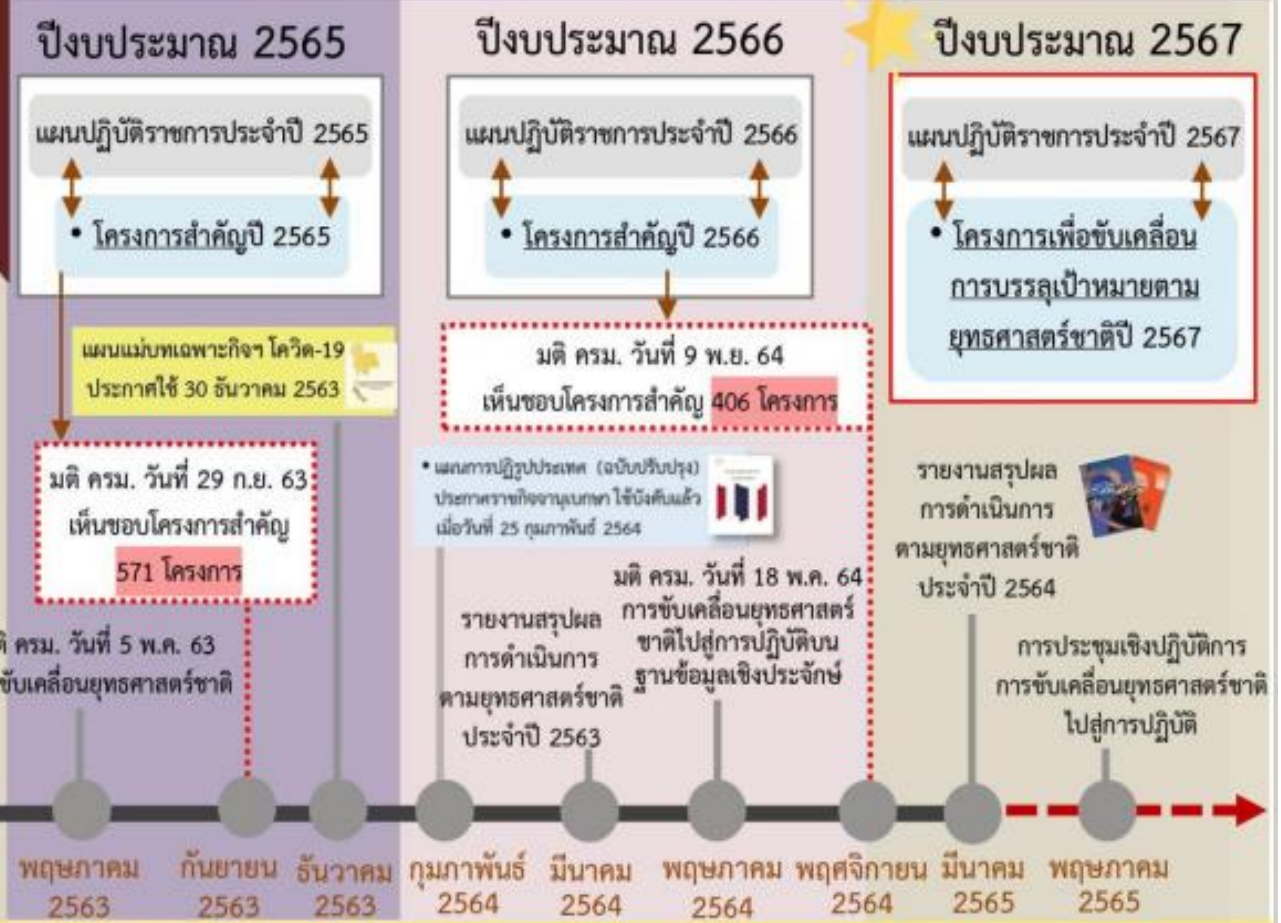 ปีงบประมาณ 2565
แผนปฏิบัติราชการประจำปี 2565
• โครงการสำคัญปี 2565
แผนแม่บทเฉพาะกิจฯ โควิด-19
ประกาศใช้ 30 ธันวาคม 2563
มติ ครม. วันที่ 29 ก.ย. 63
เห็นชอบโครงการสำคัญ
571 โครงการ
ครม. วันที่ 5 พ.ค. 63
ขับเคลื่อนยุทธศาสตร์ชาติ
ปีงบประมาณ 2566
แผนปฏิบัติราชการประจำปี 2566
• โครงการสำคัญปี 2566
มติ ครม. วันที่ 9 พ.ย. 64
เห็นชอบโครงการสำคัญ 406 โครงการ
• แผนการปฏิรูปประเทศ (ฉบับปรับปรุง)
ประกาศราชกิจจานุเบกษา ใช้บังคับแล้ว
เมื่อวันที่ 25 กุมภาพันธ์ 2564
รายงานสรุปผล
การดำเนินการ
ตามยุทธศาสตร์ชาติ
ประจำปี 2563
มติ ครม. วันที่ 18 พ.ค. 64
การขับเคลื่อนยุทธศาสตร์
ชาติไปสู่การปฏิบัติบน
ฐานข้อมูลเชิงประจักษ์
ปีงบประมาณ 2567
แผนปฏิบัติราชการประจำปี 2567
• โครงการเพื่อขับเคลื่อน
การบรรลุเป้าหมายตาม
ยุทธศาสตร์ชาติปี 2567
รายงานสรุปผล
การดำเนินการ
ตามยุทธศาสตร์ชาติ
ประจำปี 2564
การประชุมเชิงปฏิบัติการ
การขับเคลื่อนยุทธศาสตร์ชาติ
ไปสู่การปฏิบัติ
พฤษภาคม
2563
กันยายน
2563
ธันวาคม
2563
กุมภาพันธ์
2564
มีนาคม
2564
พฤษภาคม
2564
พฤศจิกายน
2564
มีนาคม
2565
พฤษภาคม
2565